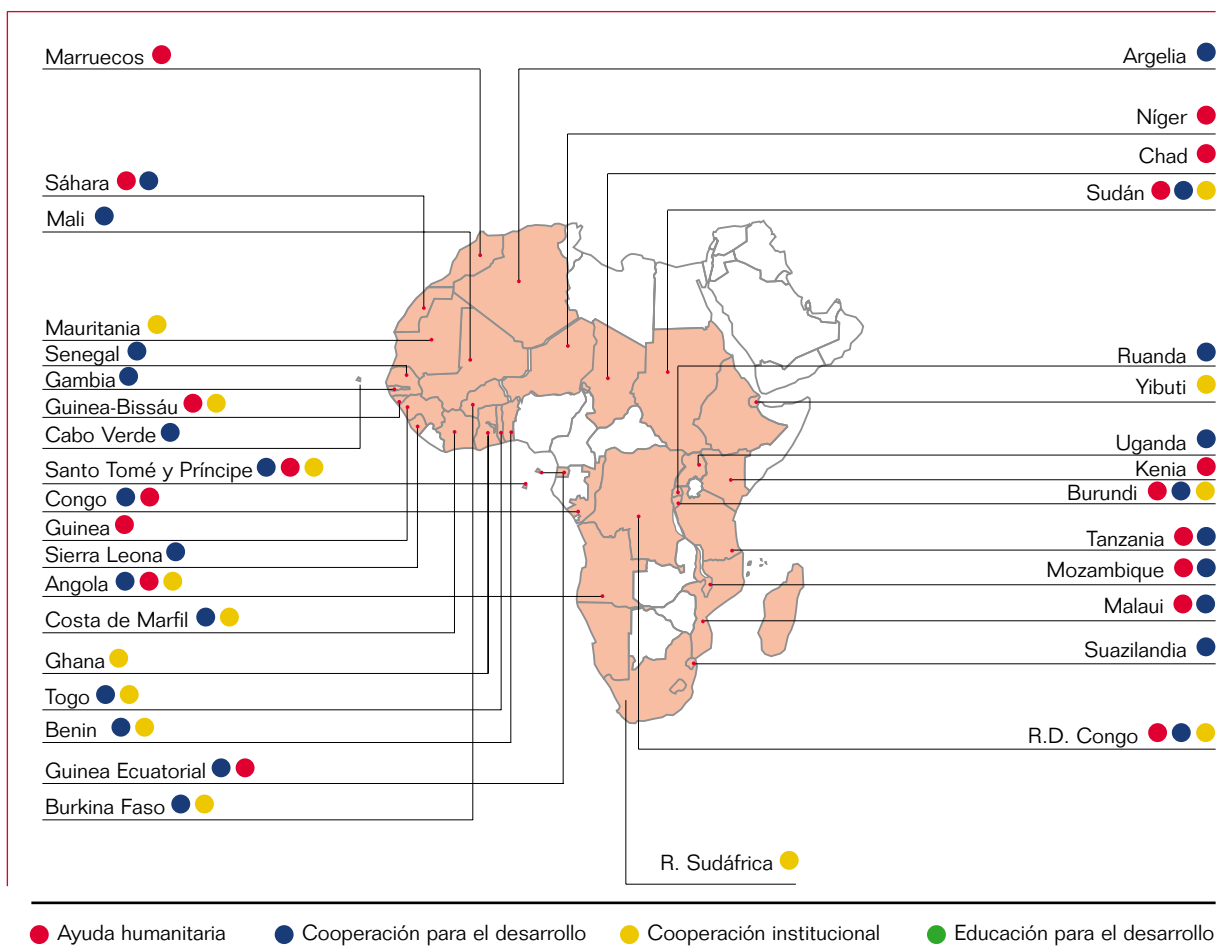 Marruecos
Sáhara
Mali
Mauritania
Senegal
Gambia
Guinea-Bissáu
Cabo Verde
Santo Tomé y Príncipe
Congo
Guinea
Sierra Leona
Angola
Costa de Marfil
Ghana
Togo
Benin
Guinea Ecuatorial
Burkina Faso
Argelia
Níger
Chad
Sudán
Ruanda
Yibuti
Uganda
Kenia
Burundi
Tanzania
Mozambique
Malaui
Suazilandia
R.D. Congo
R. Sudáfrica
Ayuda humanitaria
Cooperación para el desarrollo
Cooperación institucional
Educación para el desarrollo